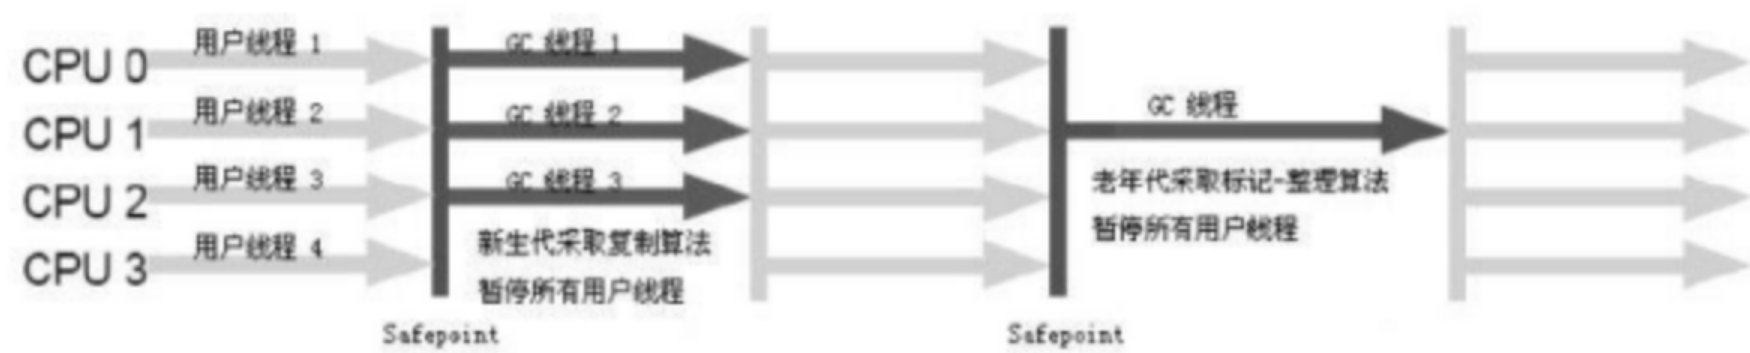 CPU 0
用户线程 1
GC 线程 1
CPU 1
用户线程 2
GC 线程 2
GC 线程
CPU 2
用户线程 3
GC 线程 3
老年代采取标记-整理算法
暂停所有用户线程
CPU 3
用户线程 4
新生代采取复制算法
暂停所有用户线程
Safepoint
Safepoint